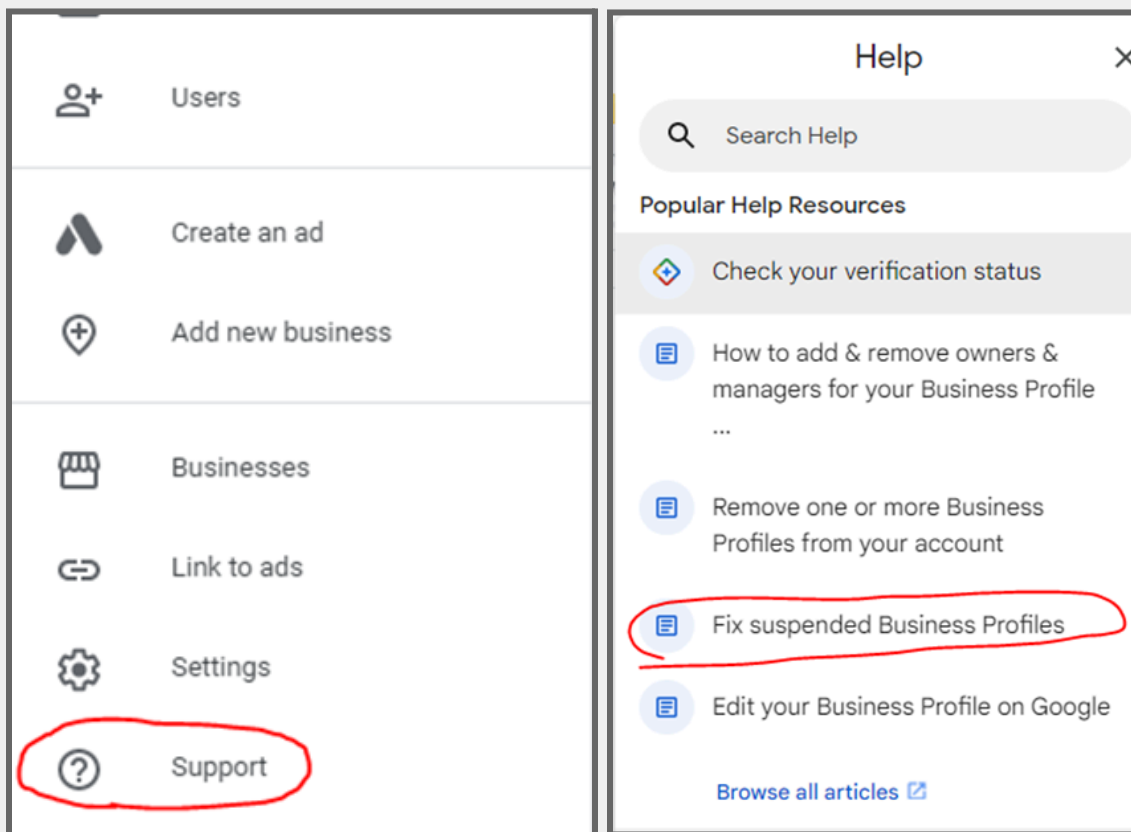 Users
Create an ad
Add new business
Businesses
Link to ads
Settings
Support
Help
Search Help
Popular Help Resources
Check your verification status
How to add & remove owners &
managers for your Business Profile
...
Remove one or more Business
Profiles from your account
Fix suspended Business Profiles
Edit your Business Profile on Google
Browse all articles